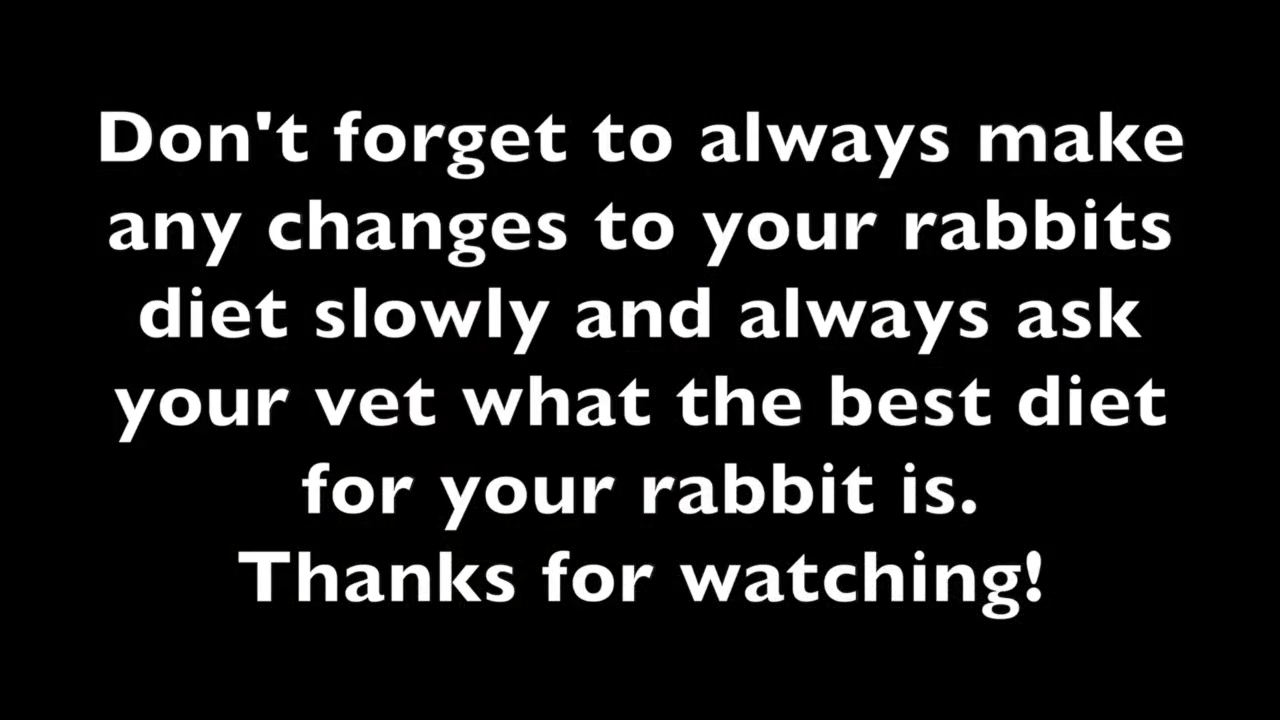 Don't forget to always make
any changes to your rabbits
diet slowly and always ask
your vet what the best diet
for your rabbit is.
Thanks for watching!